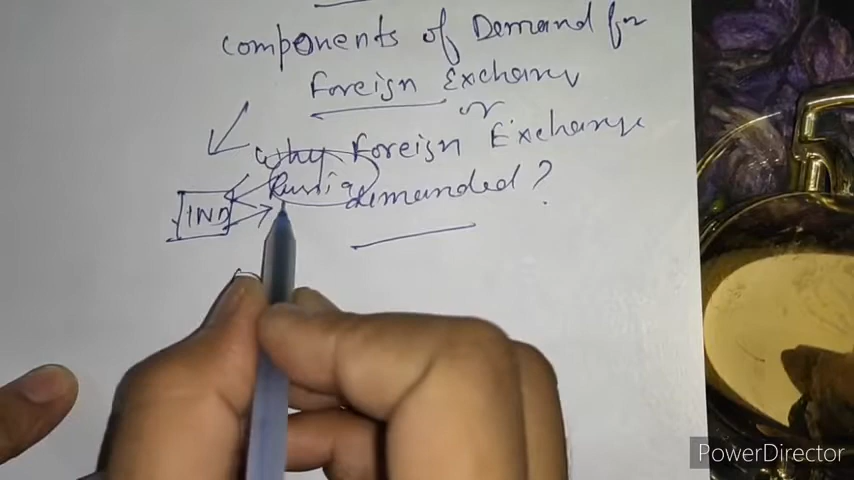 components of Demand for
Foreign Exchange
or
Why Foreign Exchange
Russia demanded?
IND
PowerDirector